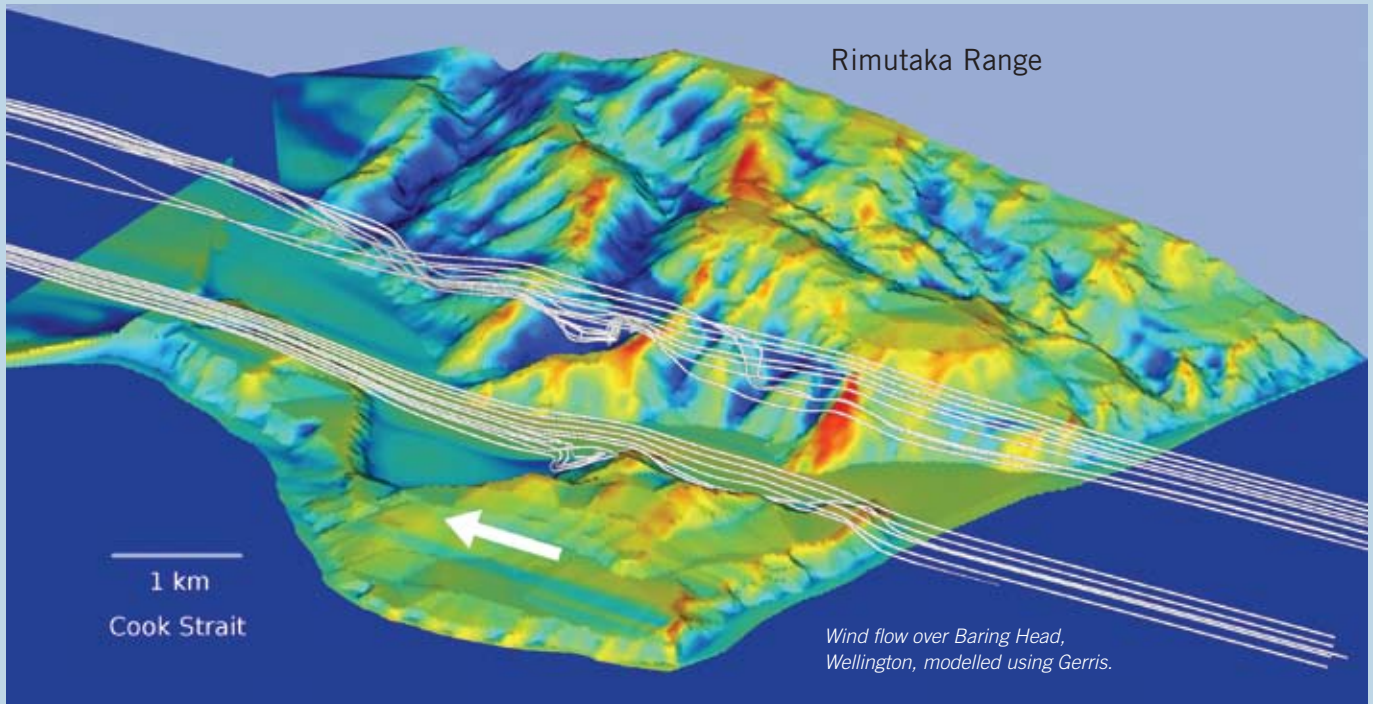 Rimutaka Range
1 km
Cook Strait
Wind flow over Baring Head,
Wellington, modelled using Gerris.